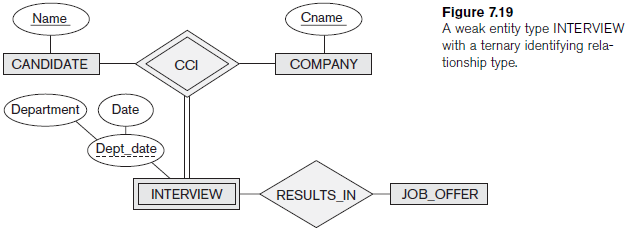 Name
Cname
Figure 7.19
A weak entity type INTERVIEW
with a ternary identifying rela-
tionship type.
CANDIDATE
CCI
COMPANY
Department
Date
Dept_date
INTERVIEW
RESULTS_IN
JOB_OFFER